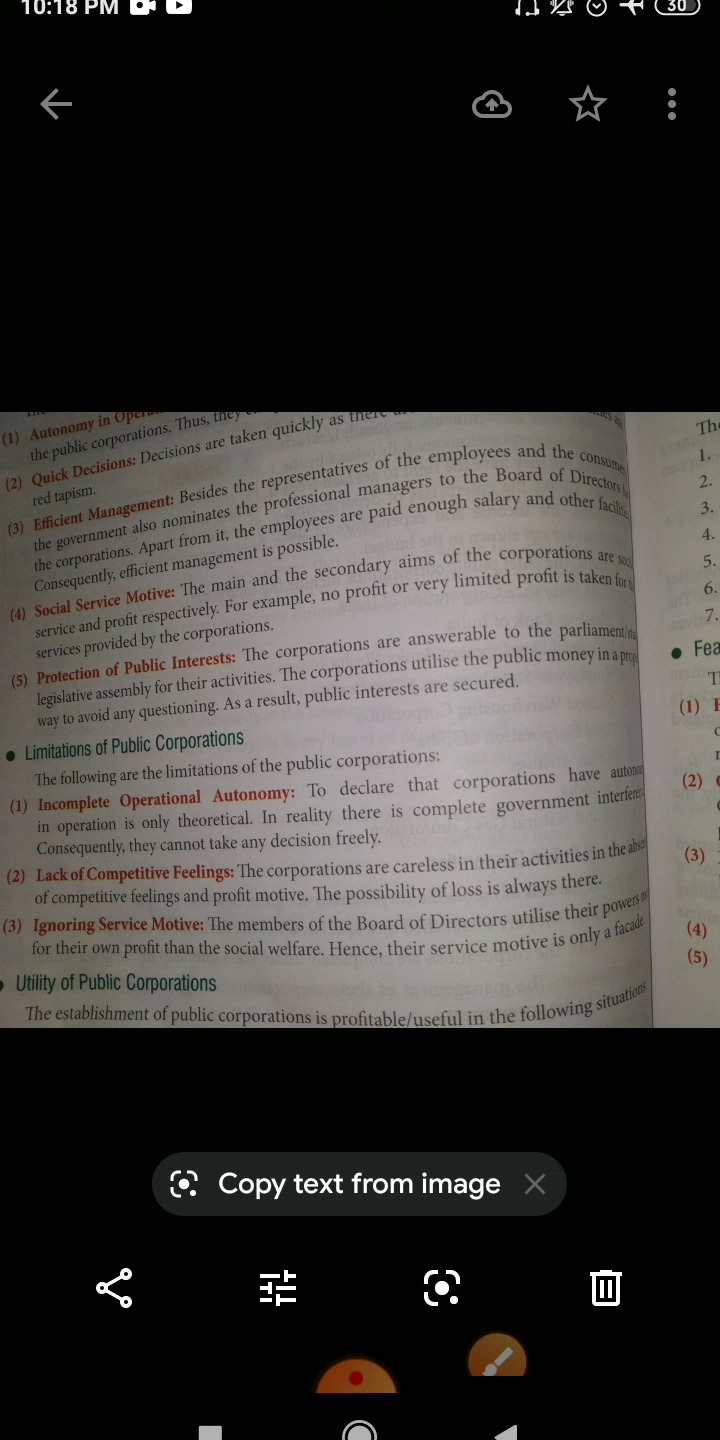 10:18 PM
30
(1) Autonomy in
the public corporations. Thus, they
(2) Quick Decisions: Decisions are taken quickly as there
red tapism.
(3) Efficient Management: Besides the representatives of the employees and the
the government also nominates the professional managers to the Board of Directors
the corporations. Apart from it, the employees are paid enough salary and other
Consequently, efficient management is possible.
(4) Social Service Motive: The main and the secondary aims of the corporations are
service and profit respectively. For example, no profit or very limited profit is taken for
services provided by the corporations.
(5) Protection of Public Interests: The corporations are answerable to the parliament/
legislative assembly for their activities. The corporations utilise the public money in a
way to avoid any questioning. As a result, public interests are secured.
• Limitations of Public Corporations
The following are the limitations of the public corporations:
(1) Incomplete Operational Autonomy: To declare that corporations have
in operation is only theoretical. In reality there is complete government
Consequently, they cannot take any decision freely.
(2) Lack of Competitive Feelings: The corporations are careless in their activities in the
of competitive feelings and profit motive. The possibility of loss is always there.
(3) Ignoring Service Motive: The members of the Board of Directors utilise their powers
for their own profit than the social welfare. Hence, their service motive is only a facade.
• Utility of Public Corporations
The establishment of public corporations is profitable/useful in the following situations
1.
2.
3.
4.
5.
6.
7.
(1)
(2)
(3)
(4)
(5)
Copy text from image